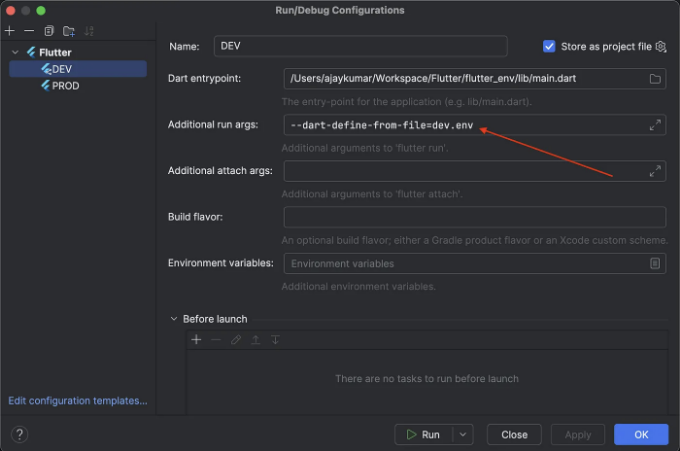 Run/Debug Configurations
Flutter
DEV
PROD
Edit configuration templates...
Name: DEV
Store as project file
Dart entrypoint: /Users/ajaykumar/Workspace/Flutter/flutter_env/lib/main.dart
The entry-point for the application (e.g. lib/main.dart).
Additional run args: --dart-define-from-file=dev.env
Additional arguments to 'flutter run'.
Additional attach args:
Additional arguments to 'flutter attach'.
Build flavor:
An optional build flavor; either a Gradle product flavor or an Xcode custom scheme.
Environment variables: Environment variables
Additional environment variables.
Before launch
There are no tasks to run before launch
? Run Close Apply OK